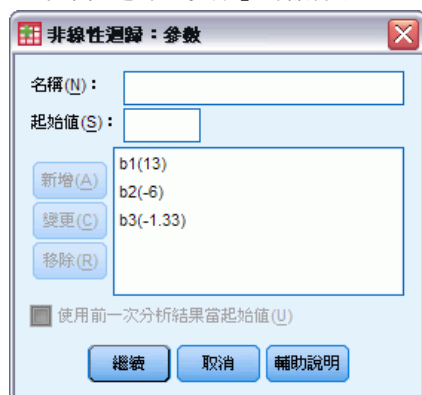 非線性迴歸：參數
名稱(N)：
起始值(S)：
新增(A)
變更(C)
移除(R)
b1(13)
b2(-6)
b3(-1.33)
使用前一次分析結果當起始值(U)
繼續
取消
輔助說明